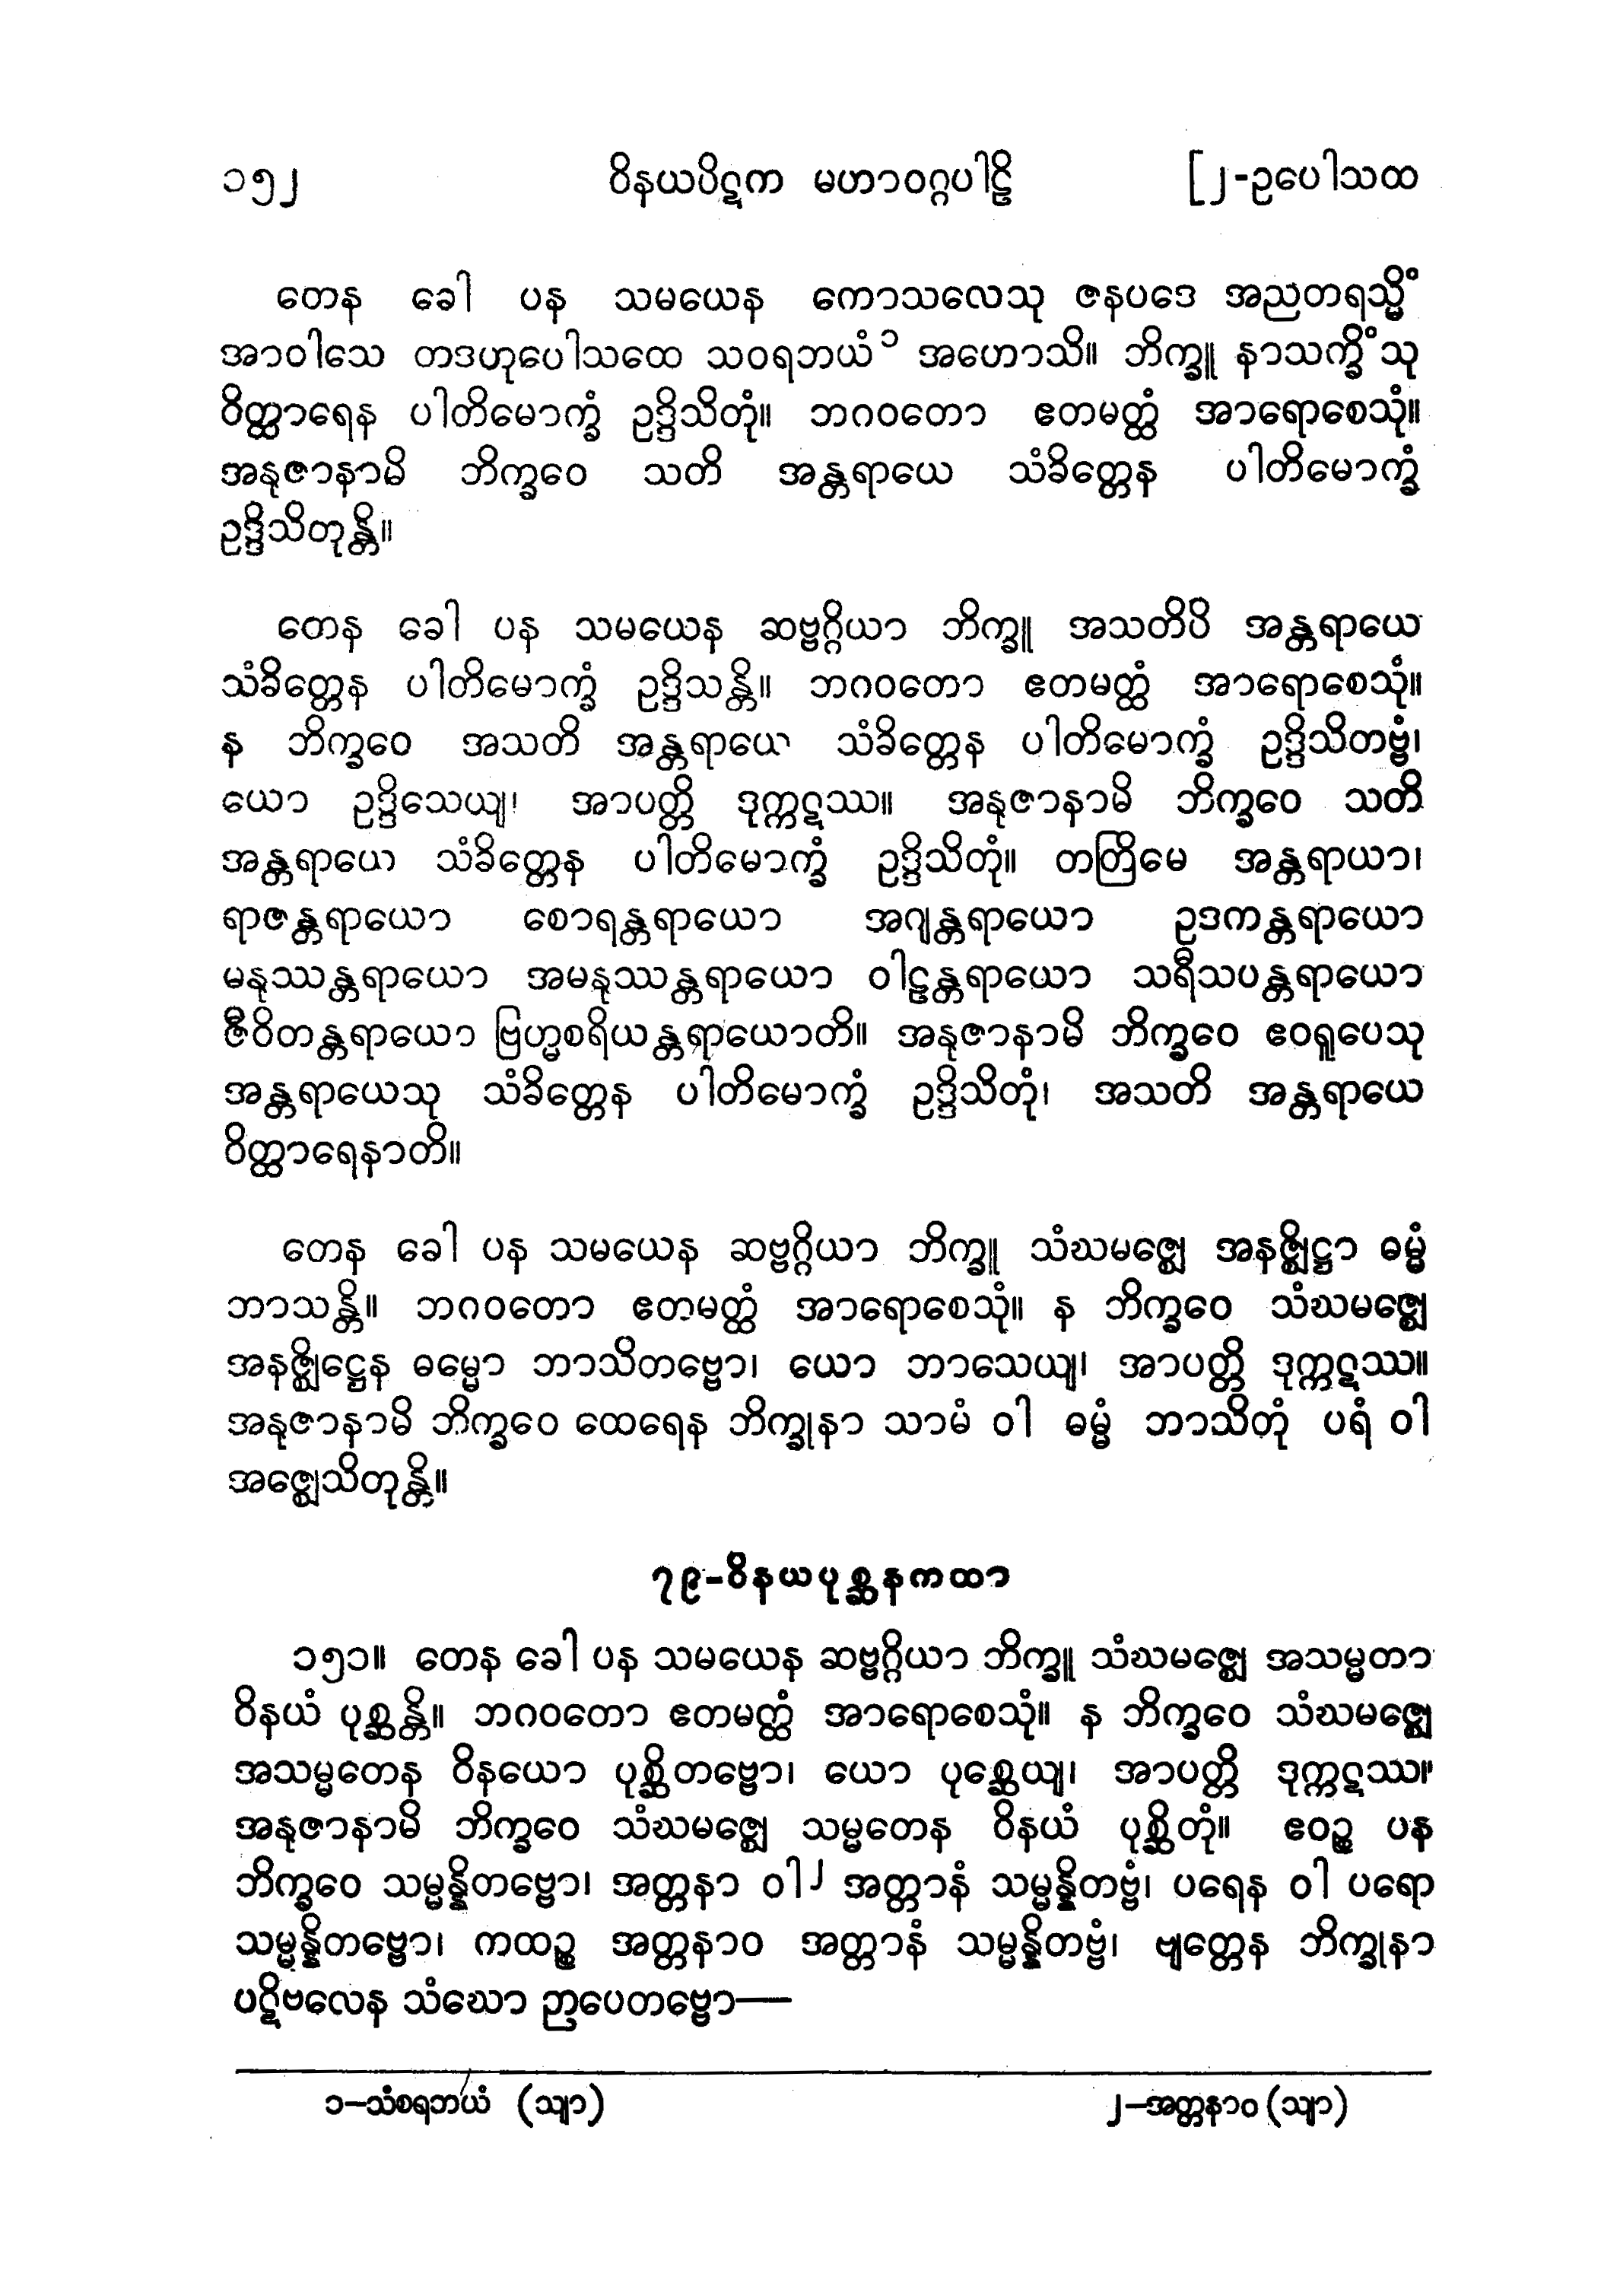 ၁၅၂ ဝိနယပိဋက မဟာဝဂ္ဂပါဠိ [၂-ဥပေါသထ
တေန ခေါ ပန သမယေန ကောသလေသု ဇနပဒေ အညတရသ္မိံ
အာဝါသေ တဒဟုပေါသထေ သဝရဘယံ၁ အဟောသိ။ ဘိက္ခူ နာသက္ခိံသု
ဝိတ္ထာရေန ပါတိမောက္ခံ ဥဒ္ဒိသိတုံ။ ဘဂဝတော ဧတမတ္ထံ အာရောစေသုံ။
အနုဇာနာမိ ဘိက္ခဝေ သတိ အန္တရာယေ သံခိတ္တေန ပါတိမောက္ခံ
ဥဒ္ဒိသိတုန္တိ။
တေန ခေါ ပန သမယေန ဆဗ္ဗဂ္ဂိယာ ဘိက္ခူ အသတိပိ အန္တရာယေ
သံခိတ္တေန ပါတိမောက္ခံ ဥဒ္ဒိသန္တိ။ ဘဂဝတော ဧတမတ္ထံ အာရောစေသုံ။
န ဘိက္ခဝေ အသတိ အန္တရာယေ သံခိတ္တေန ပါတိမောက္ခံ ဥဒ္ဒိသိတဗ္ဗံ၊
ယော ဥဒ္ဒိသေယျ၊ အာပတ္တိ ဒုက္ကဋဿ။ အနုဇာနာမိ ဘိက္ခဝေ သတိ
အန္တရာယေ သံခိတ္တေန ပါတိမောက္ခံ ဥဒ္ဒိသိတုံ။ တတြိမေ အန္တရာယာ၊
ရာဇန္တရာယော စောရန္တရာယော အဂျန္တရာယော ဥဒကန္တရာယော
မနုဿန္တရာယော အမနုဿန္တရာယော ဝါဠန္တရာယော သရီသပန္တရာယော
ဇီဝိတန္တရာယော ဗြဟ္မစရိယန္တရာယောတိ။ အနုဇာနာမိ ဘိက္ခဝေ ဧဝရူပေသု
အန္တရာယေသု သံခိတ္တေန ပါတိမောက္ခံ ဥဒ္ဒိသိတုံ၊ အသတိ အန္တရာယေ
ဝိတ္ထာရေနာတိ။
တေန ခေါ ပန သမယေန ဆဗ္ဗဂ္ဂိယာ ဘိက္ခူ သံဃမဇ္ဈေ အနဇ္ဈိဋ္ဌာ ဓမ္မံ
ဘာသန္တိ။ ဘဂဝတော ဧတမတ္ထံ အာရောစေသုံ။ န ဘိက္ခဝေ သံဃမဇ္ဈေ
အနဇ္ဈိဋ္ဌေန ဓမ္မော ဘာသိတဗ္ဗော၊ ယော ဘာသေယျ၊ အာပတ္တိ ဒုက္ကဋဿ။
အနုဇာနာမိ ဘိက္ခဝေ ထေရေန ဘိက္ခုနာ သာမံ ဝါ ဓမ္မံ ဘာသိတုံ ပရံ ဝါ
အဇ္ဈေသိတုန္တိ။
၇၉-ဝိနယပုစ္ဆနကထာ
၁၅၁။ တေန ခေါ ပန သမယေန ဆဗ္ဗဂ္ဂိယာ ဘိက္ခူ သံဃမဇ္ဈေ အသမ္မတာ
ဝိနယံ ပုစ္ဆန္တိ။ ဘဂဝတော ဧတမတ္ထံ အာရောစေသုံ။ န ဘိက္ခဝေ သံဃမဇ္ဈေ
အသမ္မတေန ဝိနယော ပုစ္ဆိတဗ္ဗော၊ ယော ပုစ္ဆေယျ၊ အာပတ္တိ ဒုက္ကဋဿ။
အနုဇာနာမိ ဘိက္ခဝေ သံဃမဇ္ဈေ သမ္မတေန ဝိနယံ ပုစ္ဆိတုံ။ ဧဝဉ္စ ပန
ဘိက္ခဝေ သမ္မန္နိတဗ္ဗော၊ အတ္တနာ ဝါ၂ အတ္တာနံ သမ္မန္နိတဗ္ဗံ၊ ပရေန ဝါ ပရော
သမ္မန္နိတဗ္ဗော၊ ကထဉ္စ အတ္တနာဝ အတ္တာနံ သမ္မန္နိတဗ္ဗံ၊ ဗျတ္တေန ဘိက္ခုနာ
ပဋိဗလေန သံဃော ဉာပေတဗ္ဗော—
၁—သံစရဘယံ (သျာ) ၂—အတ္တနာဝ (သျာ)